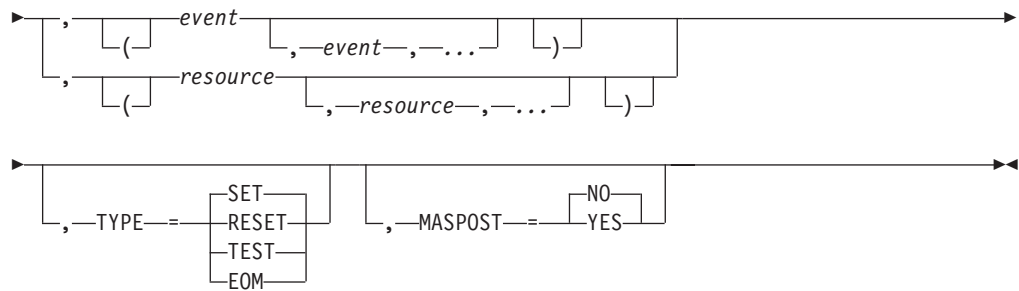 , ( event , event , ... )
, ( resource , resource , ... )
, TYPE = SET , MASPOST = NO
RESET YES
TEST
EOM